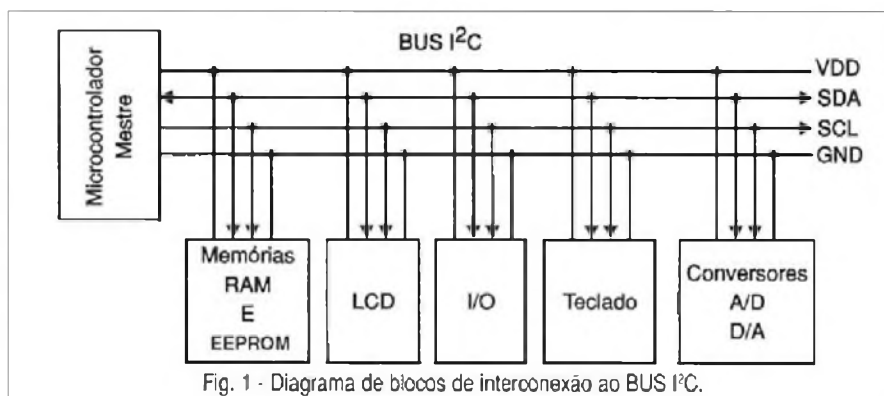 BUS I²C
Microcontrolador
Mestre
VDD
SDA
SCL
GND
Memórias
RAM
E
EEPROM
LCD
I/O
Teclado
Conversores
A/D
D/A
Fig. 1 - Diagrama de blocos de interconexão ao BUS I²C.